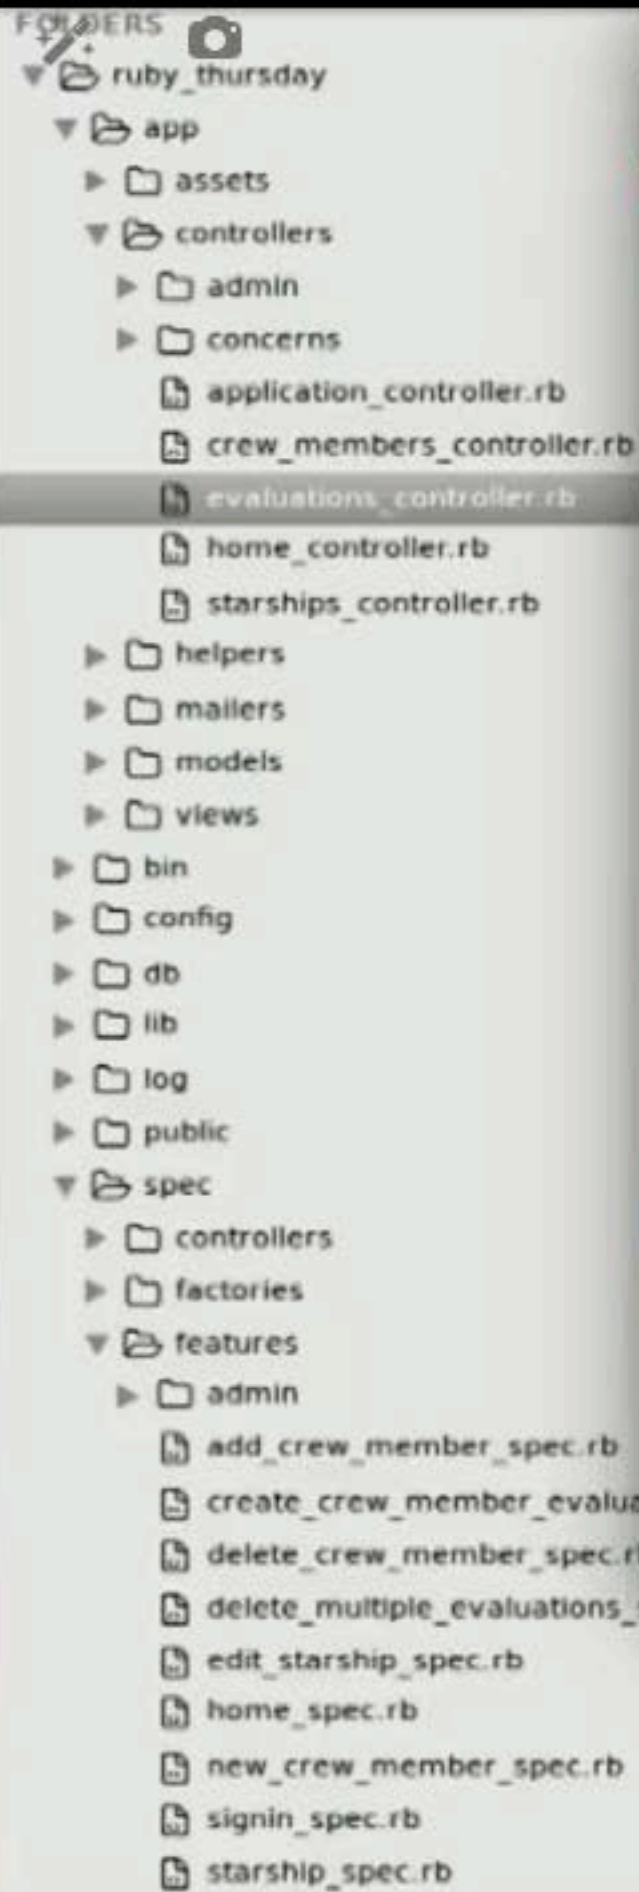 FOLDERS
ruby_thursday
app
assets
controllers
admin
concerns
application_controller.rb
crew_members_controller.rb
evaluations_controller.rb
home_controller.rb
starships_controller.rb
helpers
mailers
models
views
bin
config
db
lib
log
public
spec
controllers
factories
features
admin
add_crew_member_spec.rb
create_crew_member_evalua
delete_crew_member_spec.r
delete_multiple_evaluations_
edit_starship_spec.rb
home_spec.rb
new_crew_member_spec.rb
signin_spec.rb
starship_spec.rb